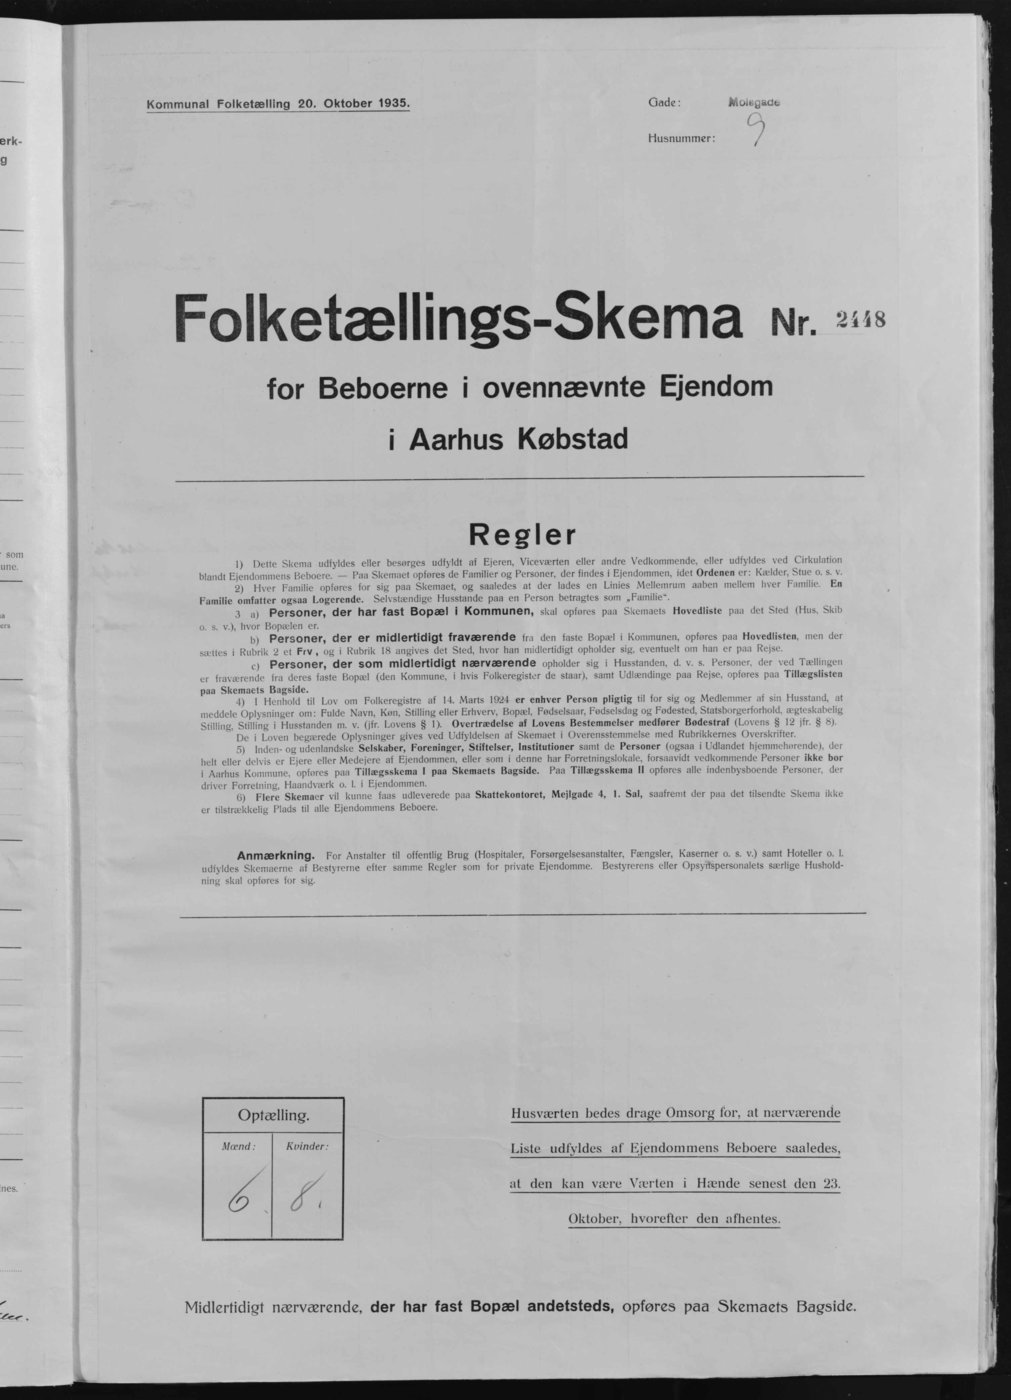 Kommunal Folketælling 20. Oktober 1935.
Gade: Molsgade
Husnummer: 9
Folketællings-Skema Nr. 2448
for Beboerne i ovennævnte Ejendom
i Aarhus Købstad
Regler
1) Dette Skema udfyldes eller besørges udfyldt af Ejeren, Viceværten eller andre Vedkommende, eller udfyldes ved Cirkulation
blandt Ejendommens Beboere. — Paa Skemaet opføres de Familier og Personer, der findes i Ejendommen, idet Ordenen er: Kælder, Stue o. s. v.
2) Hver Familie opføres for sig paa Skemaet, og saaledes at der lades en Linies Mellemrum aaben mellem hver Familie. En
Familie omfatter ogsaa Logerende. Selvstændige Husstande paa en Person betragtes som „Familie".
3 a) Personer, der har fast Bopæl i Kommunen, skal opføres paa Skemaets Hovedliste paa det Sted (Hus, Skib
o. s. v.), hvor Bopælen er.
b) Personer, der er midlertidigt fraværende fra den faste Bopæl i Kommunen, opføres paa Hovedlisten, men der
sættes i Rubrik 2 et Frv, og i Rubrik 18 angives det Sted, hvor han midlertidigt opholder sig, eventuelt om han er paa Rejse.
c) Personer, der som midlertidigt nærværende opholder sig i Husstanden, d. v. s. Personer, der ved Tællingen
er fraværende fra deres faste Bopæl (den Kommune, i hvis Folkeregister de staar), samt Udlændinge paa Rejse, opføres paa Tillægslisten
paa Skemaets Bagside.
4) I Henhold til Lov om Folkeregistre af 14. Marts 1924 er enhver Person pligtig til for sig og Medlemmer af sin Husstand, at
meddele Oplysninger om: Fulde Navn, Køn, Stilling eller Erhverv, Bopæl, Fødselsaar, Fødselsdag og Fødested, Statsborgerforhold, ægteskabelig
Stilling, Stilling i Husstanden m. v. (jfr. Lovens § 1). Overtrædelse af Lovens Bestemmelser medfører Bødestraf (Lovens § 12 jfr. § 8).
De i Loven begærede Oplysninger gives ved Udfyldelsen af Skemaet i Overensstemmelse med Rubrikkernes Overskrifter.
5) Inden- og udenlandske Selskaber, Foreninger, Stiftelser, Institutioner samt de Personer (ogsaa i Udlandet hjemmehørende), der
helt eller delvis er Ejere eller Medejere af Ejendommen, eller som i denne har Forretningslokale, forsaavidt vedkommende Personer ikke bor
i Aarhus Kommune, opføres paa Tillægsskema I paa Skemaets Bagside. Paa Tillægsskema II opføres alle indenbysboende Personer, der
driver Forretning, Haandværk o. l. i Ejendommen.
6) Flere Skemaer vil kunne faas udleverede paa Skattekontoret, Mejlgade 4, 1. Sal, saafremt der paa det tilsendte Skema ikke
er tilstrækkelig Plads til alle Ejendommens Beboere.
Anmærkning. For Anstalter til offentlig Brug (Hospitaler, Forsørgelsesanstalter, Fængsler, Kaserner o. s. v.) samt Hoteller o. l.
udfyldes Skemaerne af Bestyrerne efter samme Regler som for private Ejendomme. Bestyrerens eller Opsynspersonalets særlige Hushold-
ning skal opføres for sig.
Optælling.
Mænd: Kvinder:
6. 8.
Husværten bedes drage Omsorg for, at nærværende
Liste udfyldes af Ejendommens Beboere saaledes,
at den kan være Værten i Hænde senest den 23.
Oktober, hvorefter den afhentes.
Midlertidigt nærværende, der har fast Bopæl andetsteds, opføres paa Skemaets Bagside.